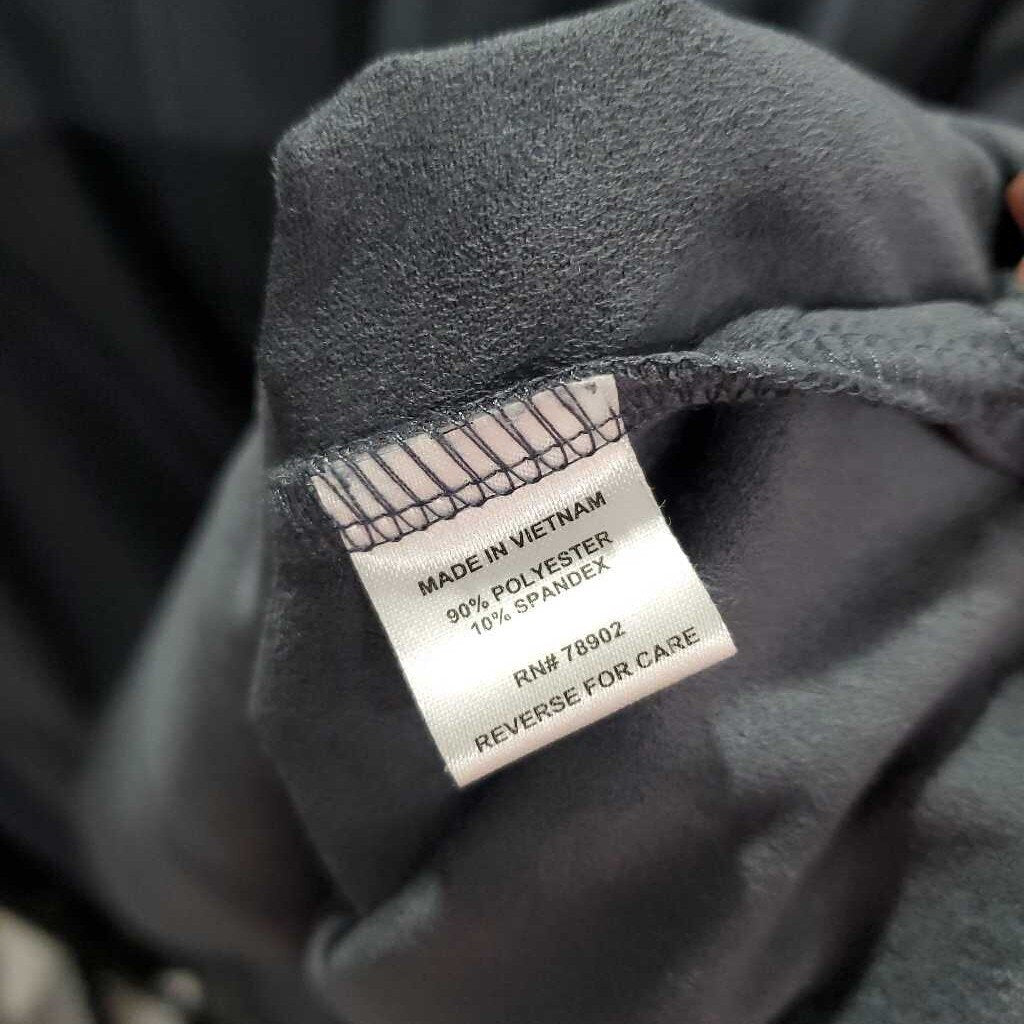 MADE IN VIETNAM
90% POLYESTER
10% SPANDEX
RN# 78902
REVERSE FOR CARE